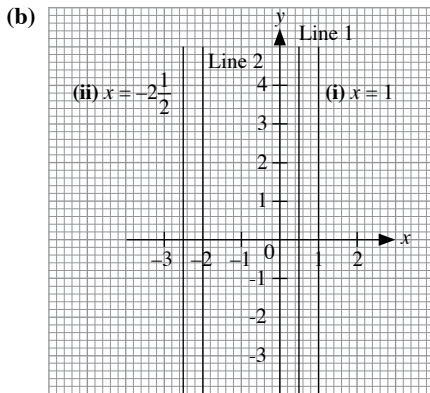 (b)
y
Line 1
Line 2
(ii) x = –2 1/2
(i) x = 1
4
3
2
1
–3 –2 –1 0 1 2 x
-1
-2
-3